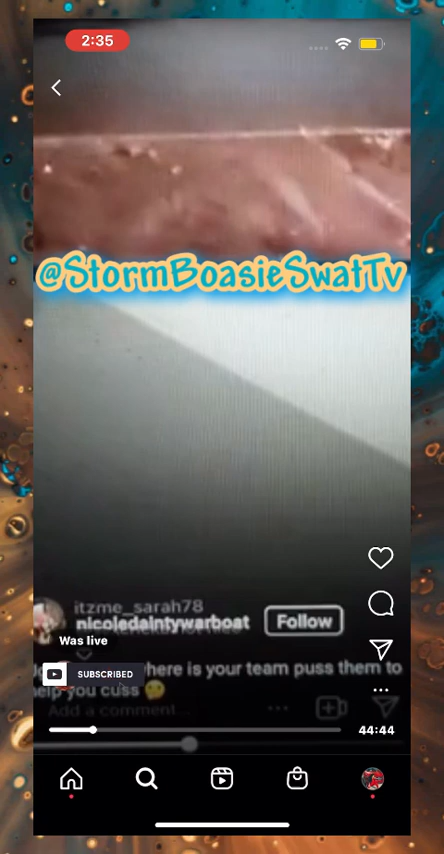 2:35
@StormBoasieSwatTv
itzme_sarah78
nicoledaintywarboat
Follow
Was live
SUBSCRIBED
here is your team puss them to
help you cuss
Add a comment...
44:44